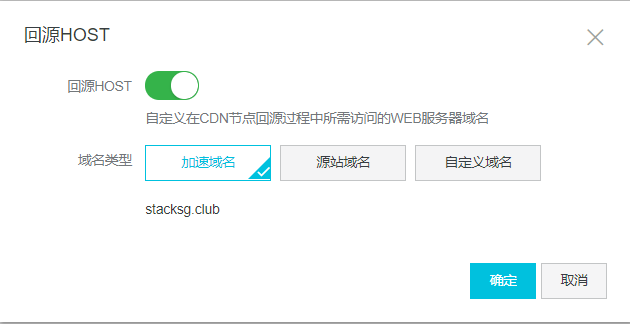 回源HOST
回源HOST
自定义在CDN节点回源过程中所需访问的WEB服务器域名
域名类型 加速域名 源站域名 自定义域名
stacksg.club
确定 取消